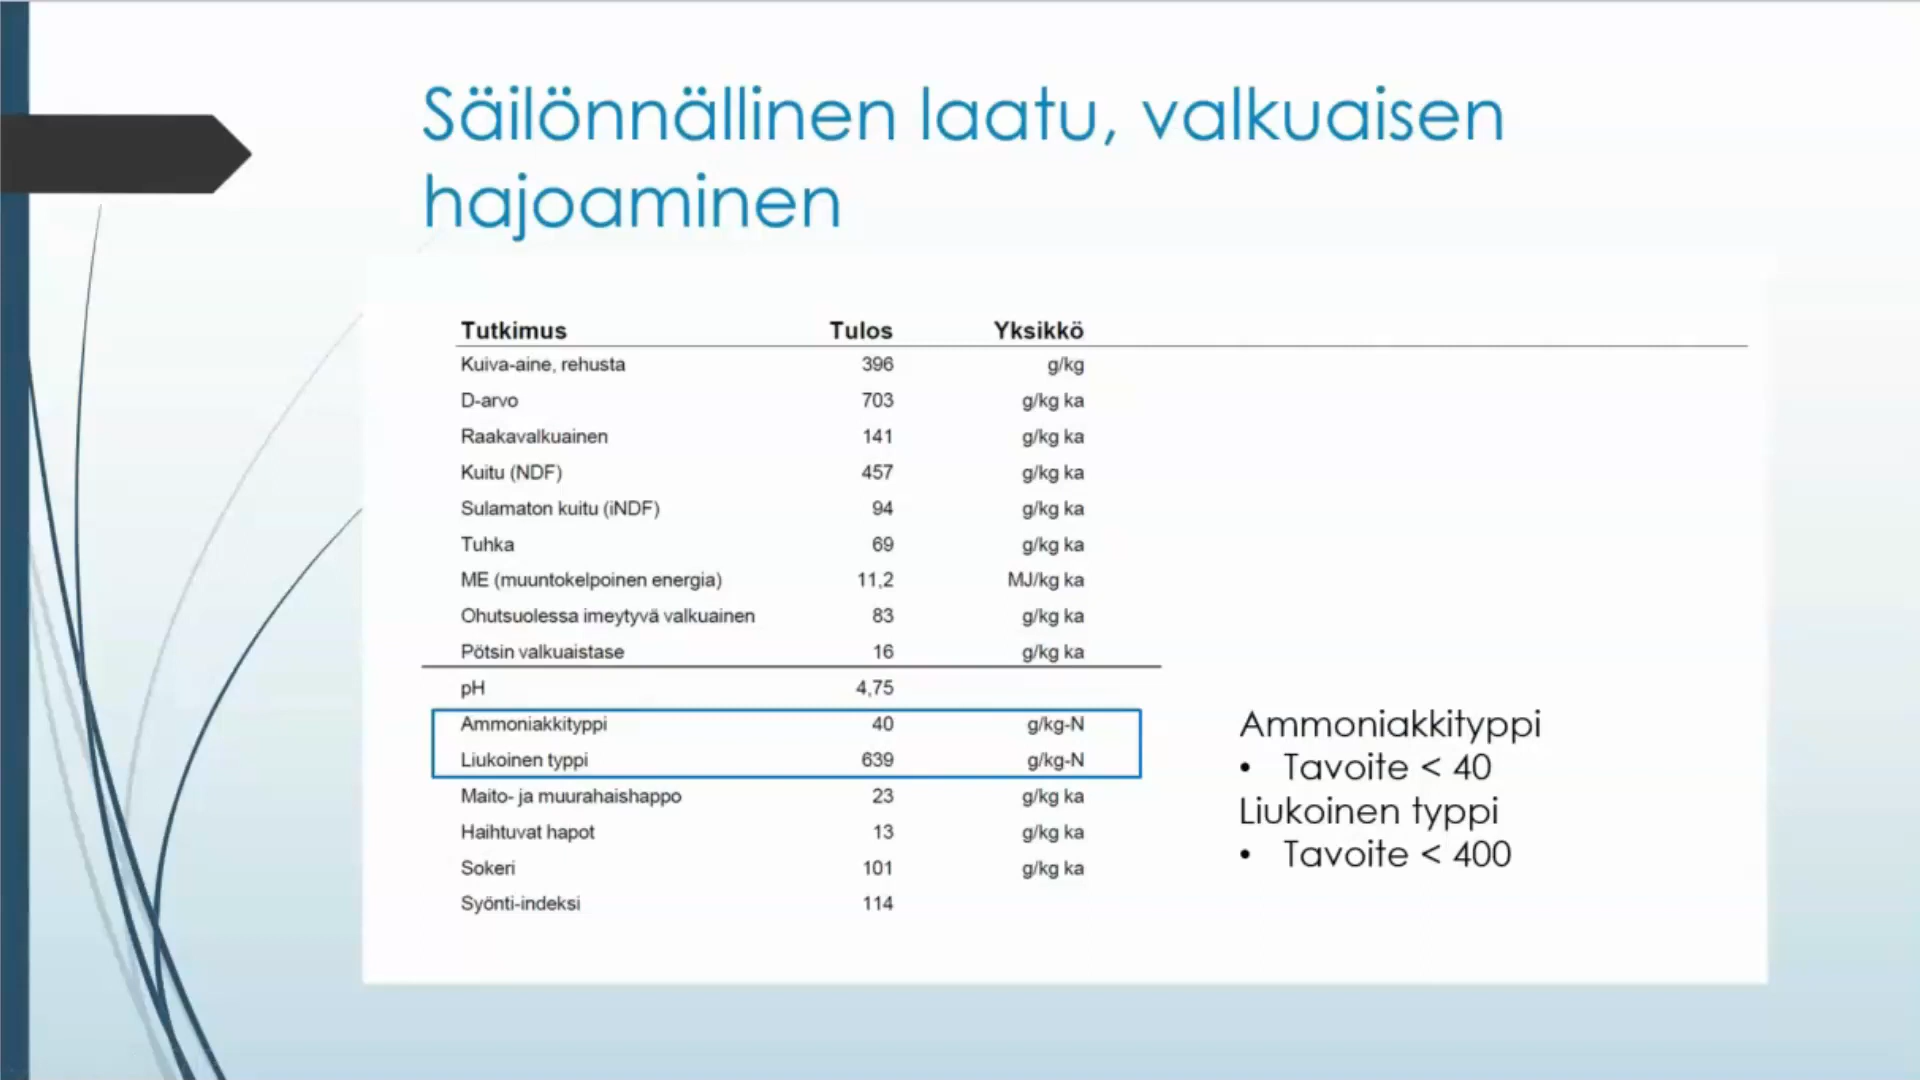 Säilönnällinen laatu, valkuaisen
hajoaminen
Tutkimus Tulos Yksikkö
Kuiva-aine, rehusta 396 g/kg
D-arvo 703 g/kg ka
Raakavalkuainen 141 g/kg ka
Kuitu (NDF) 457 g/kg ka
Sulamaton kuitu (iNDF) 94 g/kg ka
Tuhka 69 g/kg ka
ME (muuntokelpoinen energia) 11,2 MJ/kg ka
Ohutsuolessa imeytyvä valkuainen 83 g/kg ka
Pötsin valkuaistase 16 g/kg ka
pH 4,75
Ammoniakkityppi 40 g/kg-N
Liukoinen typpi 639 g/kg-N
Maito- ja muurahaishappo 23 g/kg ka
Haihtuvat hapot 13 g/kg ka
Sokeri 101 g/kg ka
Syönti-indeksi 114
Ammoniakkityppi
• Tavoite < 40
Liukoinen typpi
• Tavoite < 400